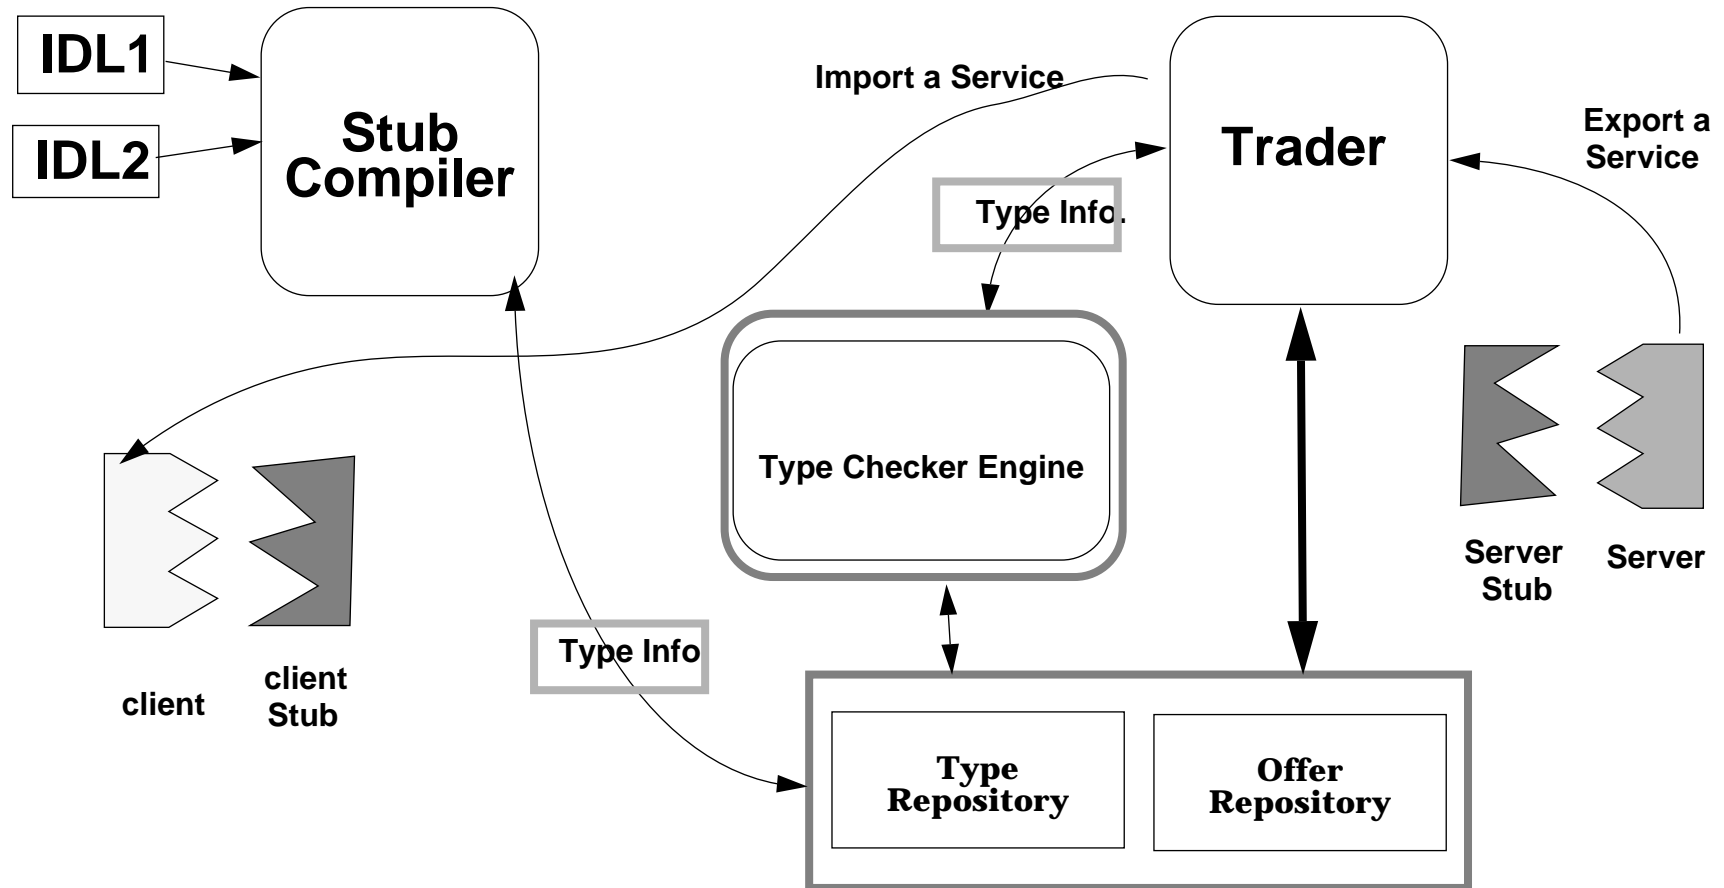 IDL1
IDL2
Stub
Compiler
Import a Service
Trader
Export a
Service
Type Info.
Type Checker Engine
Server
Stub
Server
Type Info
client
client
Stub
Type
Repository
Offer
Repository